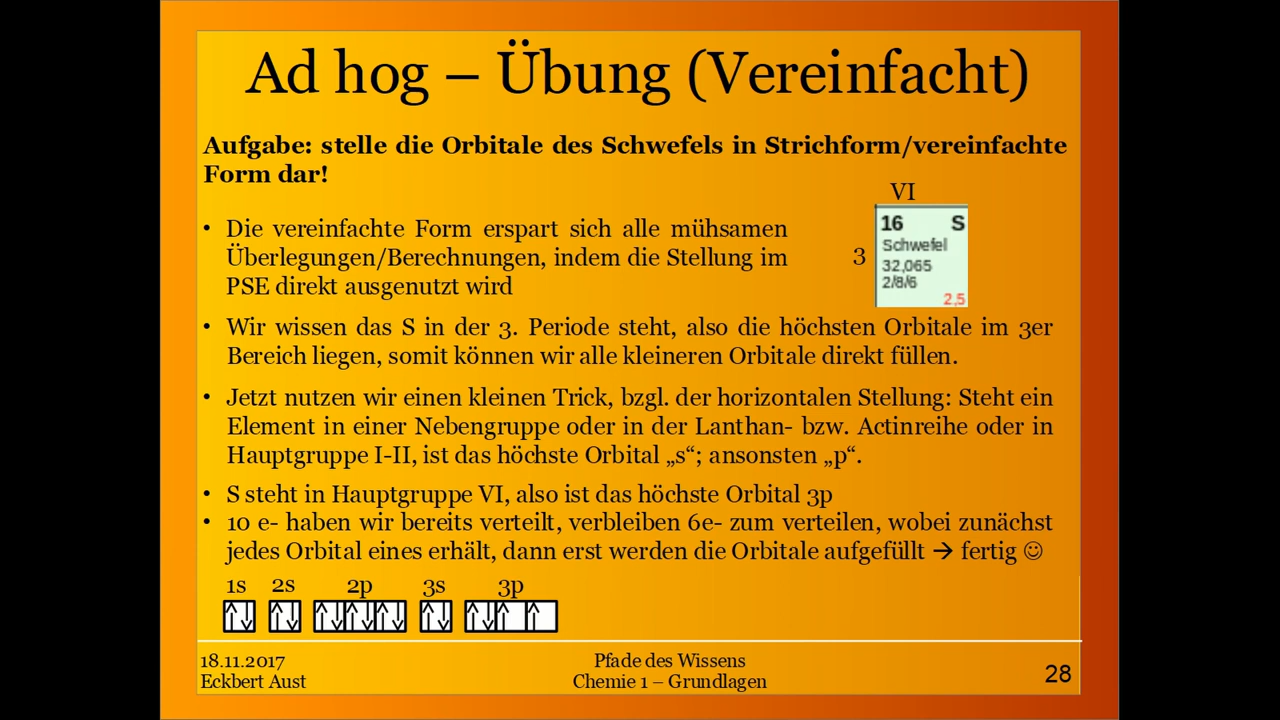 Ad hog – Übung (Vereinfacht)
Aufgabe: stelle die Orbitale des Schwefels in Strichform/vereinfachte
Form dar!
VI
16 S
Schwefel
32,065
2/8/6
2,5
3
• Die vereinfachte Form erspart sich alle mühsamen
Überlegungen/Berechnungen, indem die Stellung im
PSE direkt ausgenutzt wird
• Wir wissen das S in der 3. Periode steht, also die höchsten Orbitale im 3er
Bereich liegen, somit können wir alle kleineren Orbitale direkt füllen.
• Jetzt nutzen wir einen kleinen Trick, bzgl. der horizontalen Stellung: Steht ein
Element in einer Nebengruppe oder in der Lanthan- bzw. Actinreihe oder in
Hauptgruppe I-II, ist das höchste Orbital „s“; ansonsten „p“.
• S steht in Hauptgruppe VI, also ist das höchste Orbital 3p
• 10 e- haben wir bereits verteilt, verbleiben 6e- zum verteilen, wobei zunächst
jedes Orbital eines erhält, dann erst werden die Orbitale aufgefüllt → fertig ☺
1s 2s 2p 3s 3p
18.11.2017
Eckbert Aust
Pfade des Wissens
Chemie 1 – Grundlagen
28